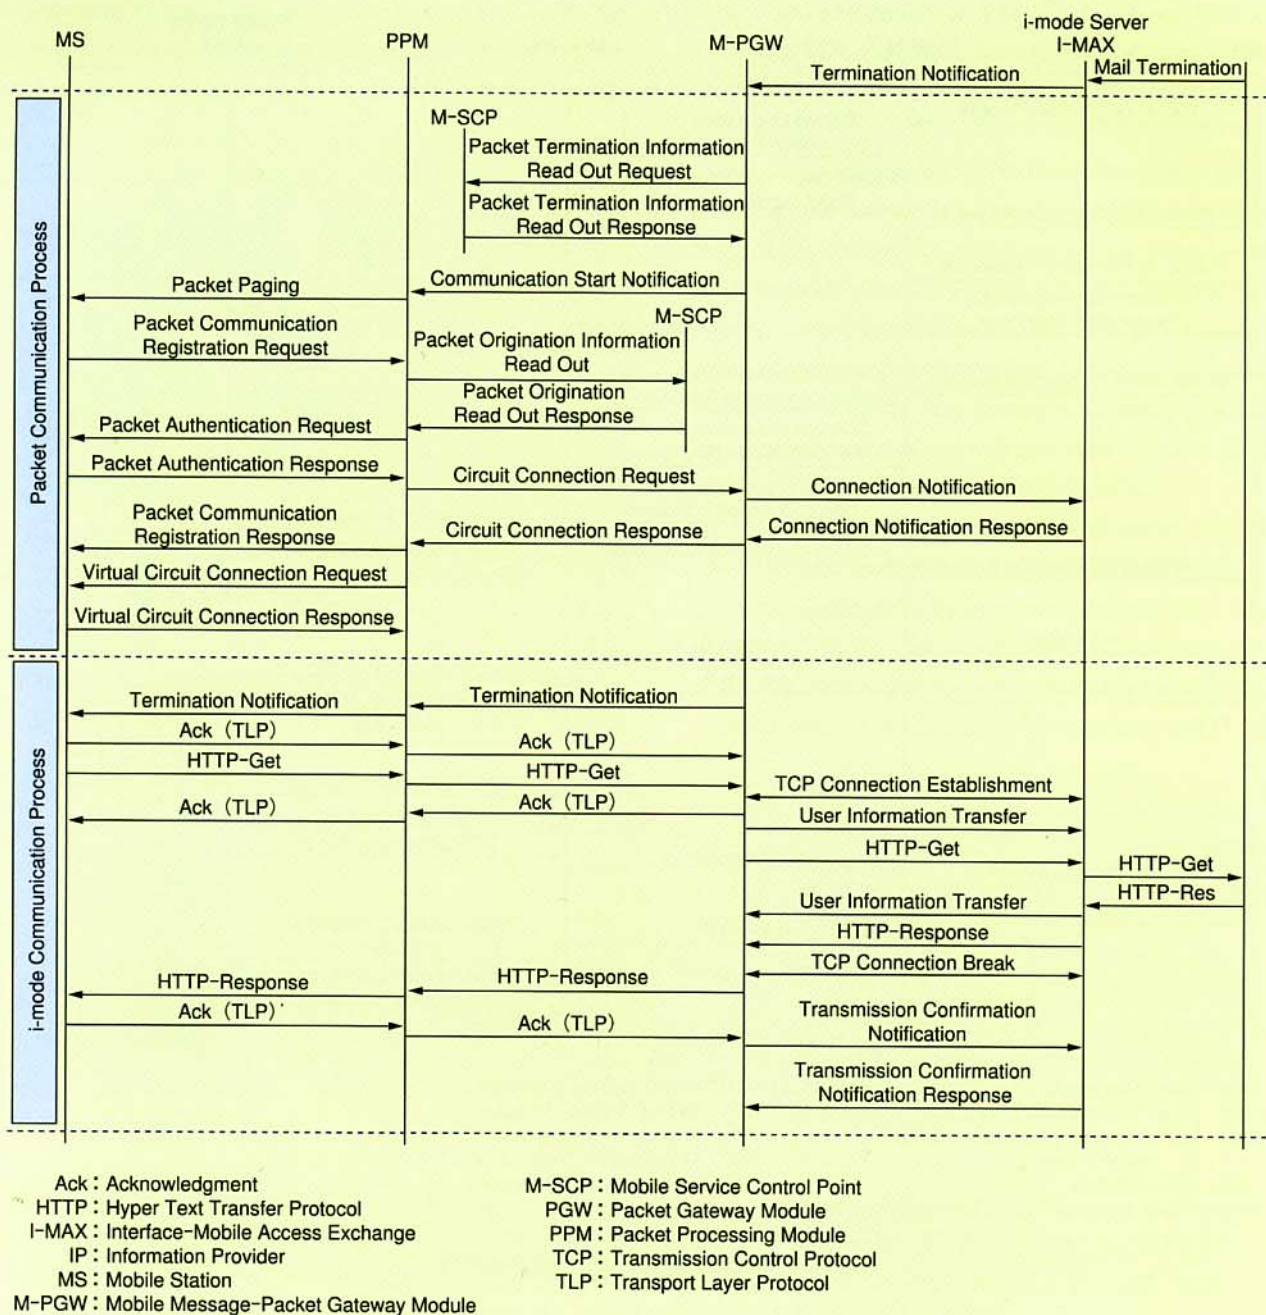 i-mode Server
MS
PPM
M-PGW
I-MAX
Mail Termination
Termination Notification
Packet Communication Process
M-SCP
Packet Termination Information
Read Out Request
Packet Termination Information
Read Out Response
Communication Start Notification
Packet Paging
M-SCP
Packet Communication
Registration Request
Packet Origination Information
Read Out
Packet Origination
Read Out Response
Packet Authentication Request
Packet Authentication Response
Circuit Connection Request
Connection Notification
Packet Communication
Registration Response
Circuit Connection Response
Connection Notification Response
Virtual Circuit Connection Request
Virtual Circuit Connection Response
i-mode Communication Process
Termination Notification
Termination Notification
Ack (TLP)
Ack (TLP)
HTTP-Get
HTTP-Get
TCP Connection Establishment
Ack (TLP)
Ack (TLP)
User Information Transfer
HTTP-Get
HTTP-Get
HTTP-Res
User Information Transfer
HTTP-Response
TCP Connection Break
HTTP-Response
HTTP-Response
Ack (TLP)
Ack (TLP)
Transmission Confirmation
Notification
Transmission Confirmation
Notification Response
Ack : Acknowledgment
HTTP : Hyper Text Transfer Protocol
I-MAX : Interface-Mobile Access Exchange
IP : Information Provider
MS : Mobile Station
M-PGW : Mobile Message-Packet Gateway Module
M-SCP : Mobile Service Control Point
PGW : Packet Gateway Module
PPM : Packet Processing Module
TCP : Transmission Control Protocol
TLP : Transport Layer Protocol